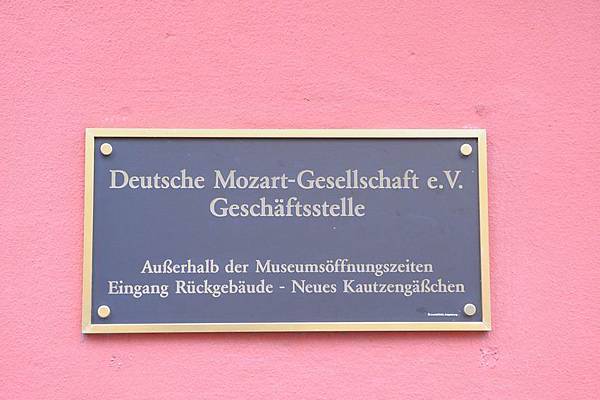 Deutsche Mozart-Gesellschaft e.V.
Geschäftsstelle
Außerhalb der Museumsöffnungszeiten
Eingang Rückgebäude - Neues Kautzengäßchen